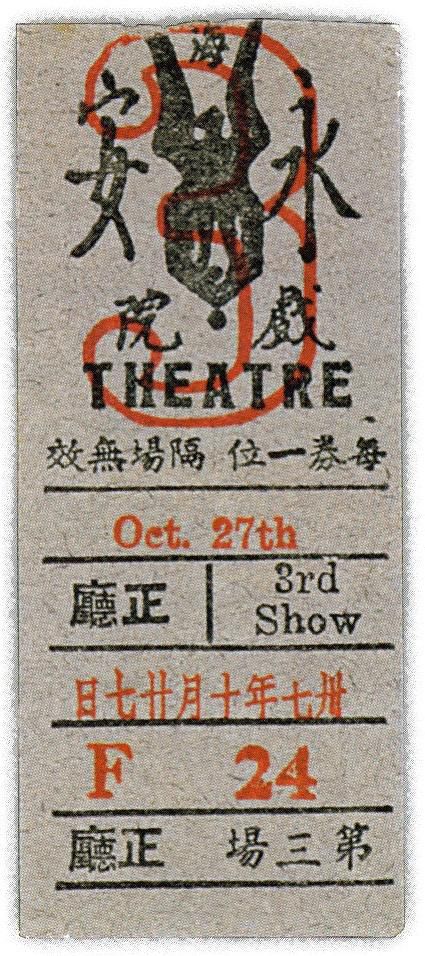 海
永安
戲院
THEATRE
每券一位 隔場無效
Oct. 27th
正廳
3rd
Show
卅七年十月廿七日
F 24
第三場 正廳